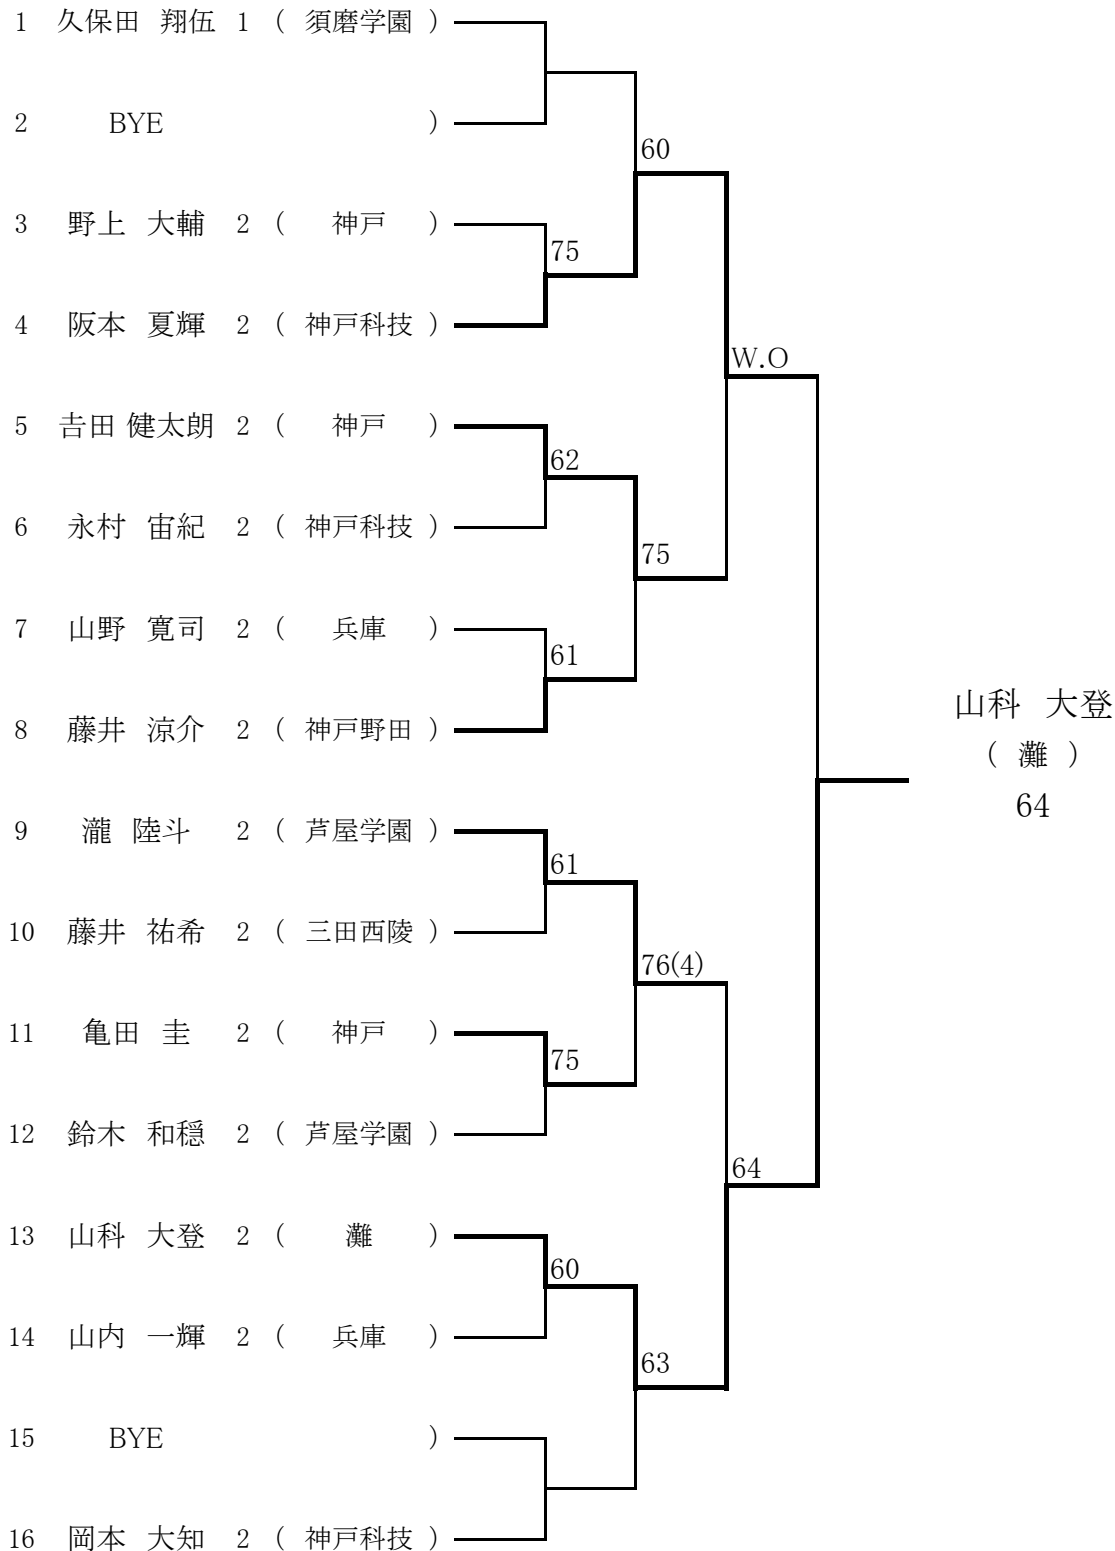 1 久保田 翔伍 1 ( 須磨学園 )
2 BYE )
60
3 野上 大輔 2 ( 神戸 )
75
4 阪本 夏輝 2 ( 神戸科技 )
W.O
5 𠮷田 健太朗 2 ( 神戸 )
62
6 永村 宙紀 2 ( 神戸科技 )
75
7 山野 寛司 2 ( 兵庫 )
61
8 藤井 涼介 2 ( 神戸野田 )
山科 大登
( 灘 )
64
9 瀧 陸斗 2 ( 芦屋学園 )
61
10 藤井 祐希 2 ( 三田西陵 )
76(4)
11 亀田 圭 2 ( 神戸 )
75
12 鈴木 和穏 2 ( 芦屋学園 )
64
13 山科 大登 2 ( 灘 )
60
14 山内 一輝 2 ( 兵庫 )
63
15 BYE )
16 岡本 大知 2 ( 神戸科技 )